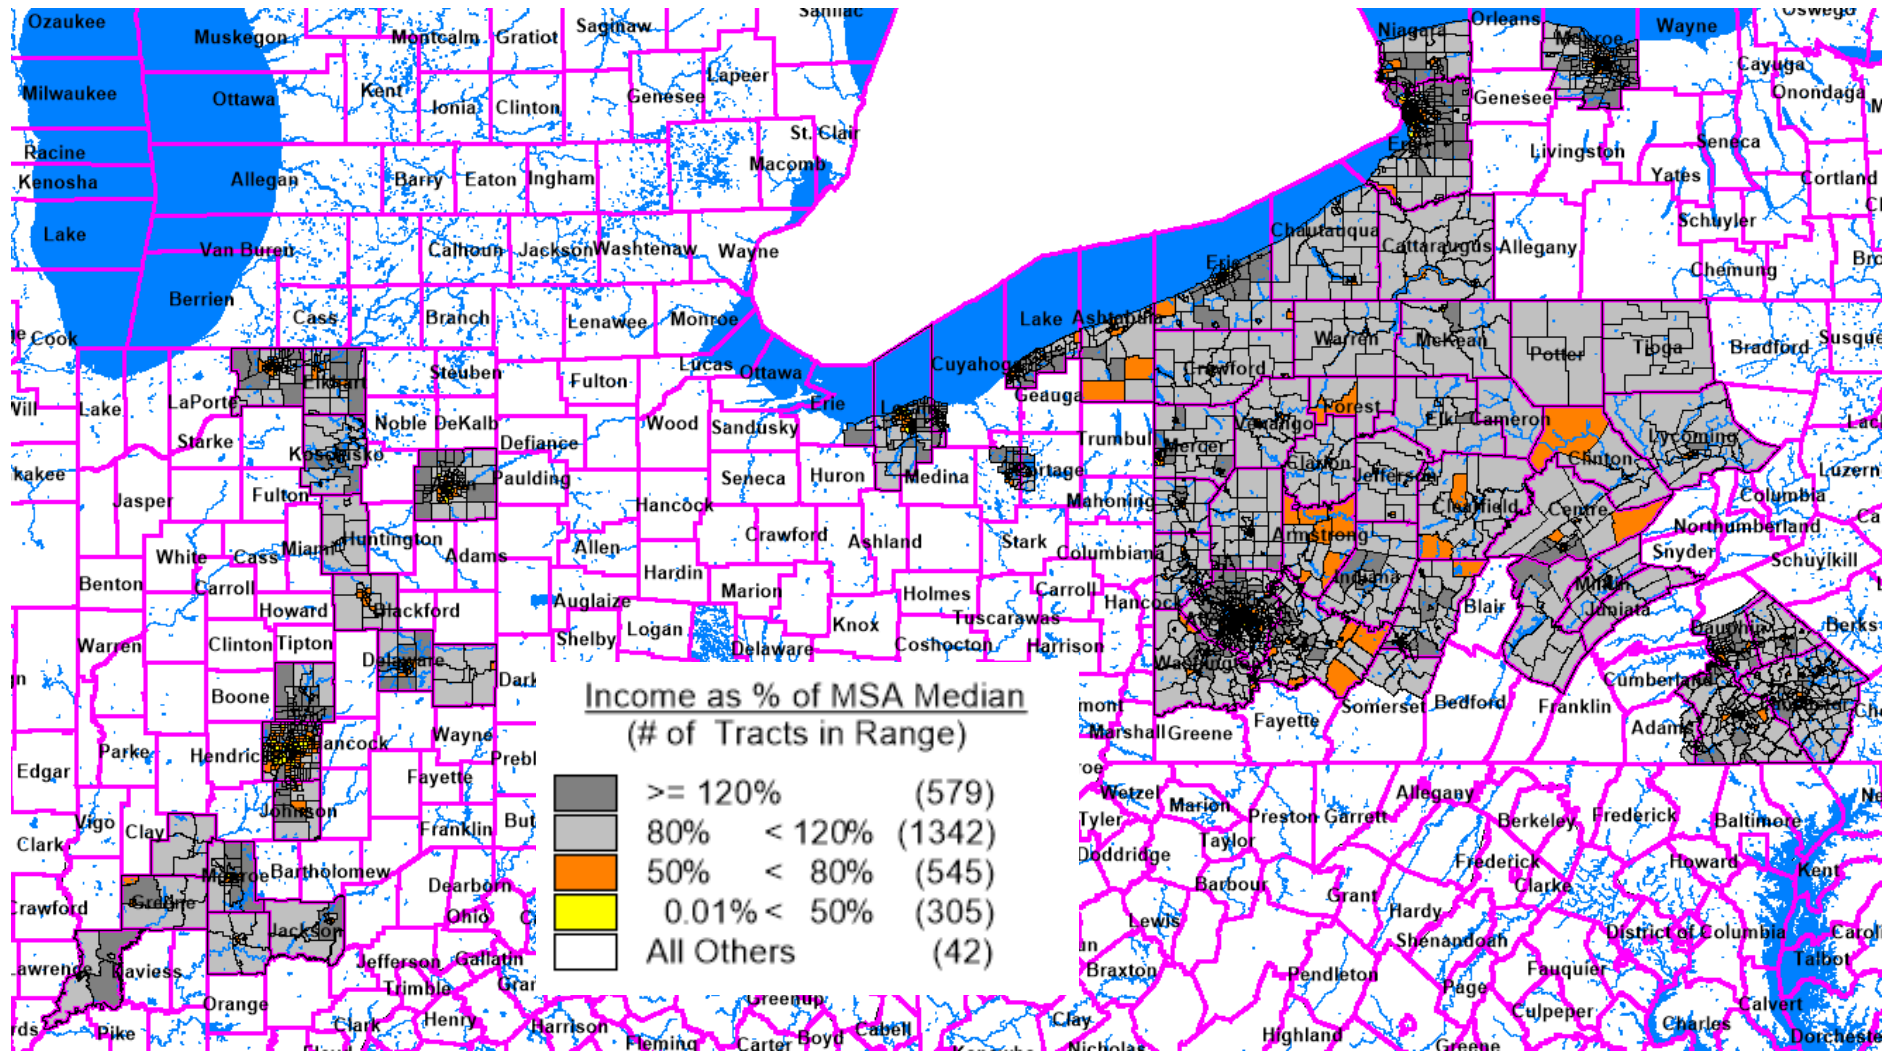 Ozaukee
Muskegon
Montcalm
Gratiot
Saginaw
Sanilac
Niagara
Orleans
Monroe
Wayne
Oswego
Milwaukee
Ottawa
Kent
Ionia
Clinton
Genesee
Lapeer
Genesee
Cayuga
Onondaga
Racine
Kenosha
Allegan
Barry
Eaton
Ingham
St. Clair
Macomb
Livingston
Seneca
Yates
Cortland
Lake
Van Buren
Calhoun
Jackson
Washtenaw
Wayne
Erie
Chautauqua
Cattaraugus
Allegany
Schuyler
Chemung
Berrien
Cass
Branch
Lenawee
Monroe
Lake
Ashtabula
Erie
Cook
LaPorte
Elkhart
Steuben
Fulton
Lucas
Ottawa
Cuyahoga
Geauga
Crawford
Warren
McKean
Potter
Tioga
Bradford
Lake
Starke
Noble
DeKalb
Defiance
Wood
Sandusky
Erie
Trumbul
Mercer
Venango
Forest
Elk
Cameron
Lycoming
Kosciusko
Jasper
Fulton
Allen
Paulding
Hancock
Seneca
Huron
Medina
Portage
Mahoning
Clarion
Jefferson
Clinton
Columbia
Luzern
White
Cass
Miami
Huntington
Adams
Allen
Crawford
Ashland
Stark
Columbiana
Armstrong
Clearfield
Centre
Northumberland
Snyder
Schuylkill
Benton
Carroll
Howard
Blackford
Auglaize
Hardin
Marion
Holmes
Carroll
Hancock
Indiana
Blair
Mifflin
Juniata
Warren
Clinton
Tipton
Delaware
Shelby
Logan
Delaware
Knox
Coshocton
Tuscarawas
Harrison
Washington
Dauphin
Berks
Boone
Dark
Cumberland
Marshall
Greene
Fayette
Somerset
Bedford
Franklin
Adams
Edgar
Parke
Hendric
Hancock
Wayne
Prebl
Fayette
Johnson
Franklin
Vigo
Clay
Clark
Monroe
Bartholomew
Dearborn
Ohio
Crawford
Greene
Jackson
Lawrence
Daviess
Jefferson
Gallatin
Trimble
Orange
Pike
Clark
Henry
Harrison
Fleming
Greenup
Carter
Boyd
Cabell
Income as % of MSA Median
(# of Tracts in Range)
>= 120% (579)
80% < 120% (1342)
50% < 80% (545)
0.01% < 50% (305)
All Others (42)
Wetzel
Marion
Tyler
Taylor
Preston
Garrett
Allegany
Berkeley
Frederick
Baltimore
Doddridge
Barbour
Frederick
Clarke
Howard
Kent
Lewis
Grant
Hardy
Shenandoah
District of Columbia
Talbot
Braxton
Pendleton
Page
Fauquier
Culpeper
Calvert
Charles
Dorchester
Clay
Nicholas
Highland
Greene